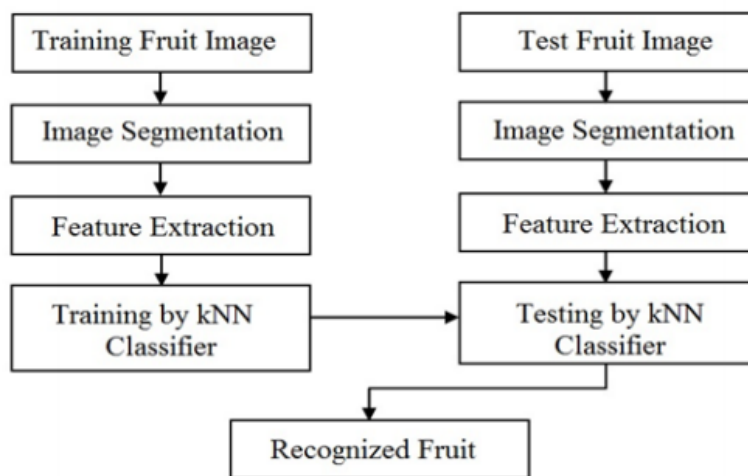 Training Fruit Image
Image Segmentation
Feature Extraction
Training by kNN
Classifier
Test Fruit Image
Image Segmentation
Feature Extraction
Testing by kNN
Classifier
Recognized Fruit